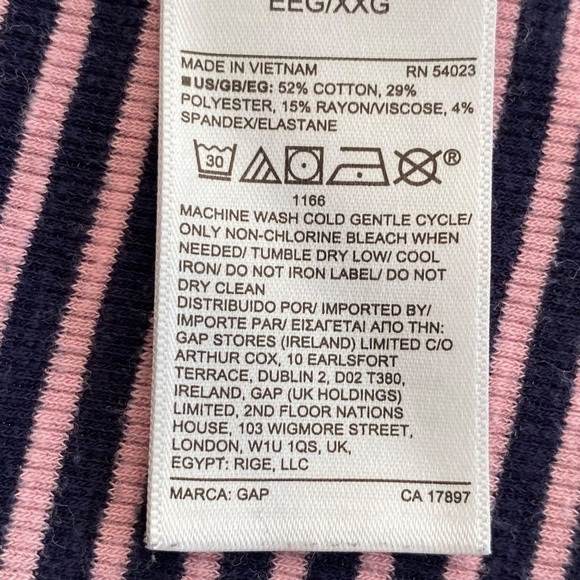 EEG/XXG
MADE IN VIETNAM RN 54023
US/GB/EG: 52% COTTON, 29%
POLYESTER, 15% RAYON/VISCOSE, 4%
SPANDEX/ELASTANE
30 ®
1166
MACHINE WASH COLD GENTLE CYCLE/
ONLY NON-CHLORINE BLEACH WHEN
NEEDED/ TUMBLE DRY LOW/ COOL
IRON/ DO NOT IRON LABEL/ DO NOT
DRY CLEAN
DISTRIBUIDO POR/ IMPORTED BY/
IMPORTE PAR/ ΕΙΣΑΓΕΤΑΙ ΑΠΟ ΤΗΝ:
GAP STORES (IRELAND) LIMITED C/O
ARTHUR COX, 10 EARLSFORT
TERRACE, DUBLIN 2, D02 T380,
IRELAND, GAP (UK HOLDINGS)
LIMITED, 2ND FLOOR NATIONS
HOUSE, 103 WIGMORE STREET,
LONDON, W1U 1QS, UK,
EGYPT: RIGE, LLC
MARCA: GAP CA 17897